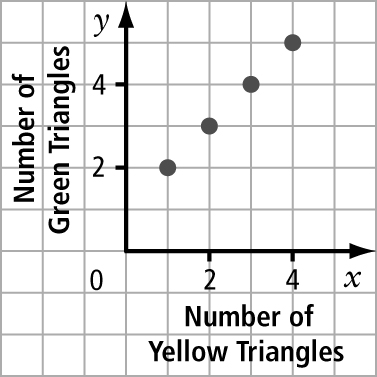 y
Number of
Green Triangles
4
2
0
2
4
x
Number of
Yellow Triangles